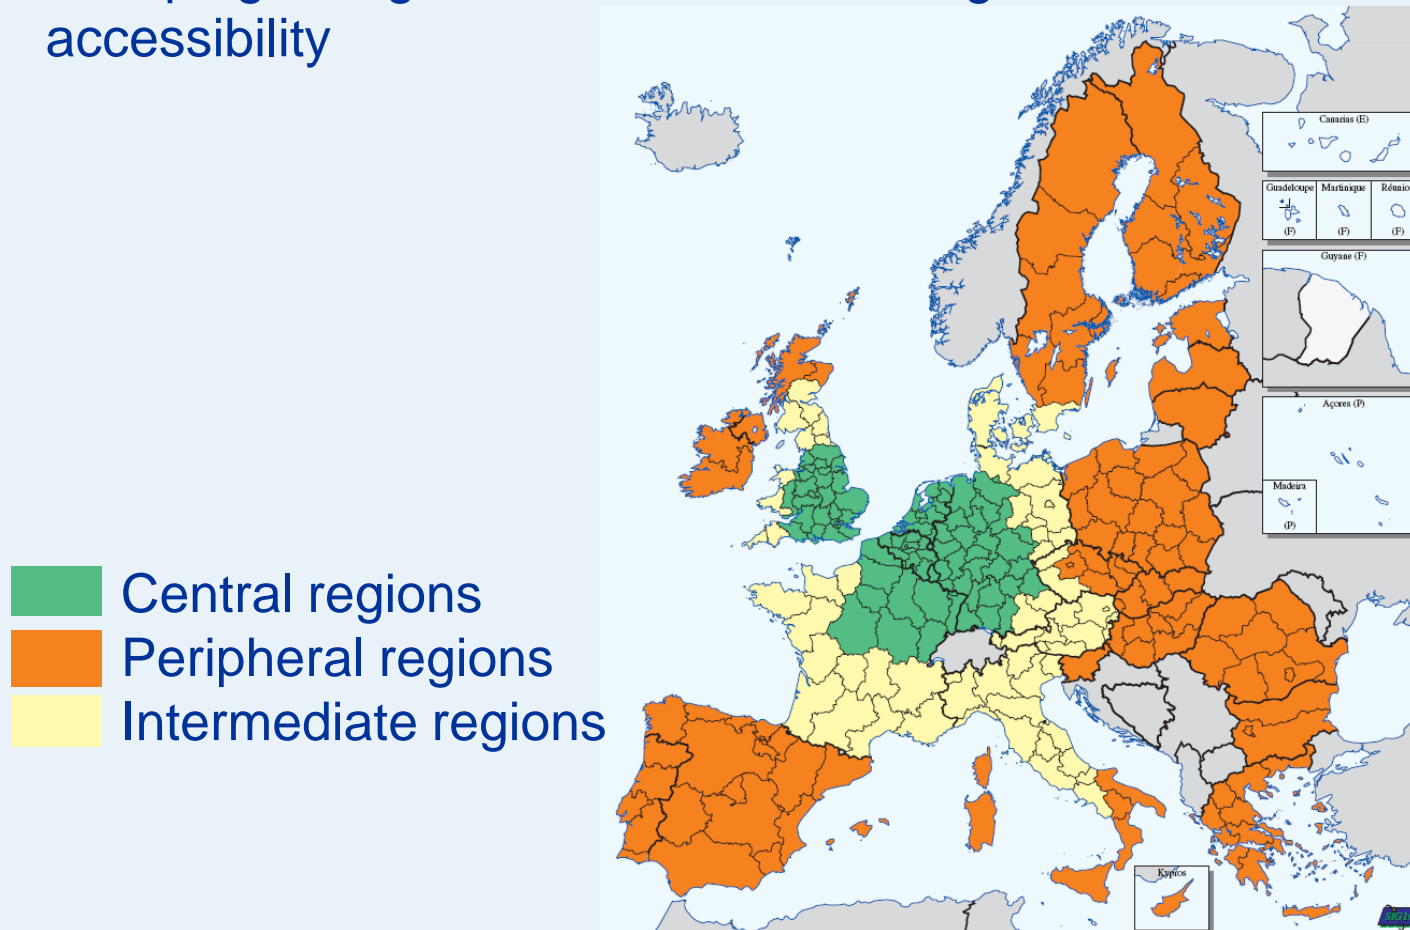 accessibility
Canarias (E)
Guadeloupe
Martinique
(F)
(F)
(F)
Guyane (F)
Açores (P)
Madeira
(P)
Central regions
Peripheral regions
Intermediate regions
Kypros